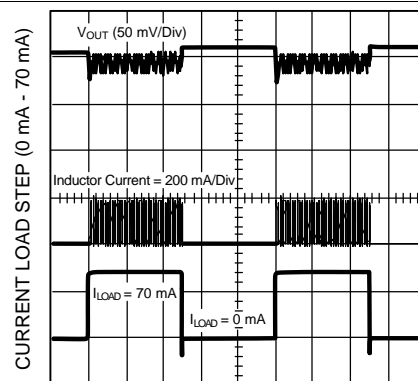 CURRENT LOAD STEP (0 mA - 70 mA)
VOUT (50 mV/Div)
Inductor Current = 200 mA/Div
ILOAD = 70 mA
ILOAD = 0 mA